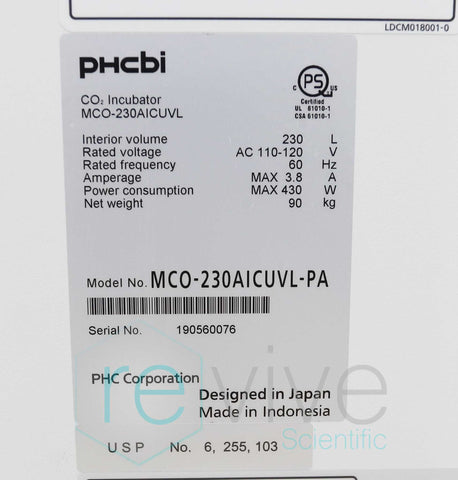 LDCM018001-0
PHCbi
CO₂ Incubator
MCO-230AICUVL
PS
C US
Certified
UL 61010-1
CSA 61010-1
Interior volume 230 L
Rated voltage AC 110-120 V
Rated frequency 60 Hz
Amperage MAX 3.8 A
Power consumption MAX 430 W
Net weight 90 kg
Model No. MCO-230AICUVL-PA
Serial No. 190560076
PHC Corporation
Designed in Japan
Made in Indonesia
revive
Scientific
USP No. 6, 255, 103